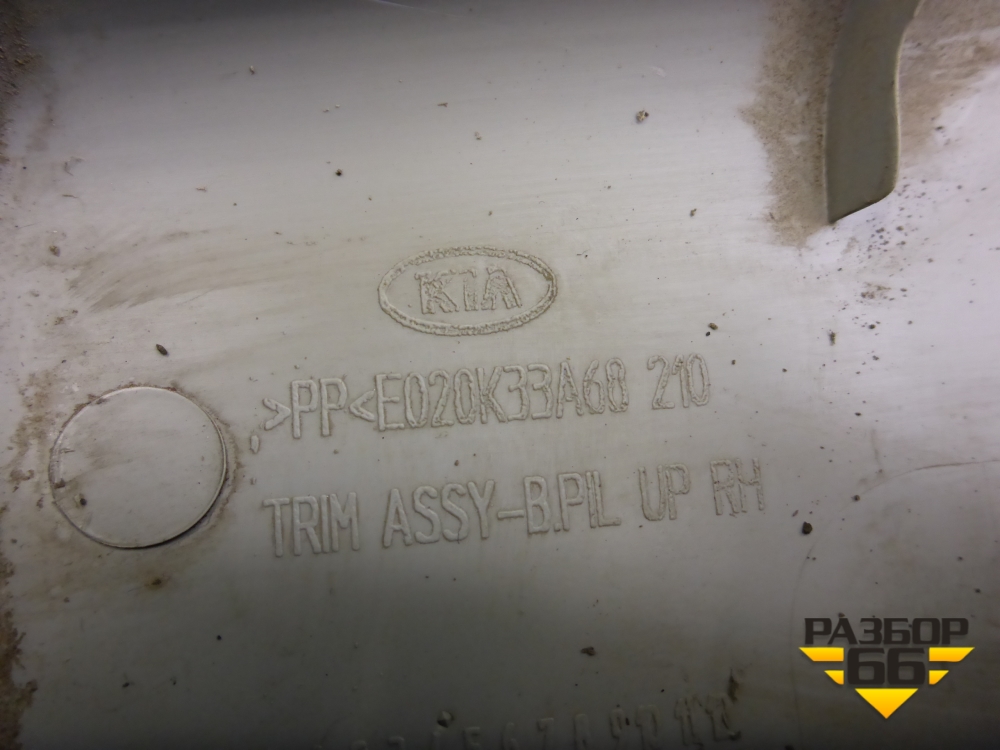 KIA
>PP<E020K33A68 210
TRIM ASSY-B.PIL UP RH
РАЗБОР
66